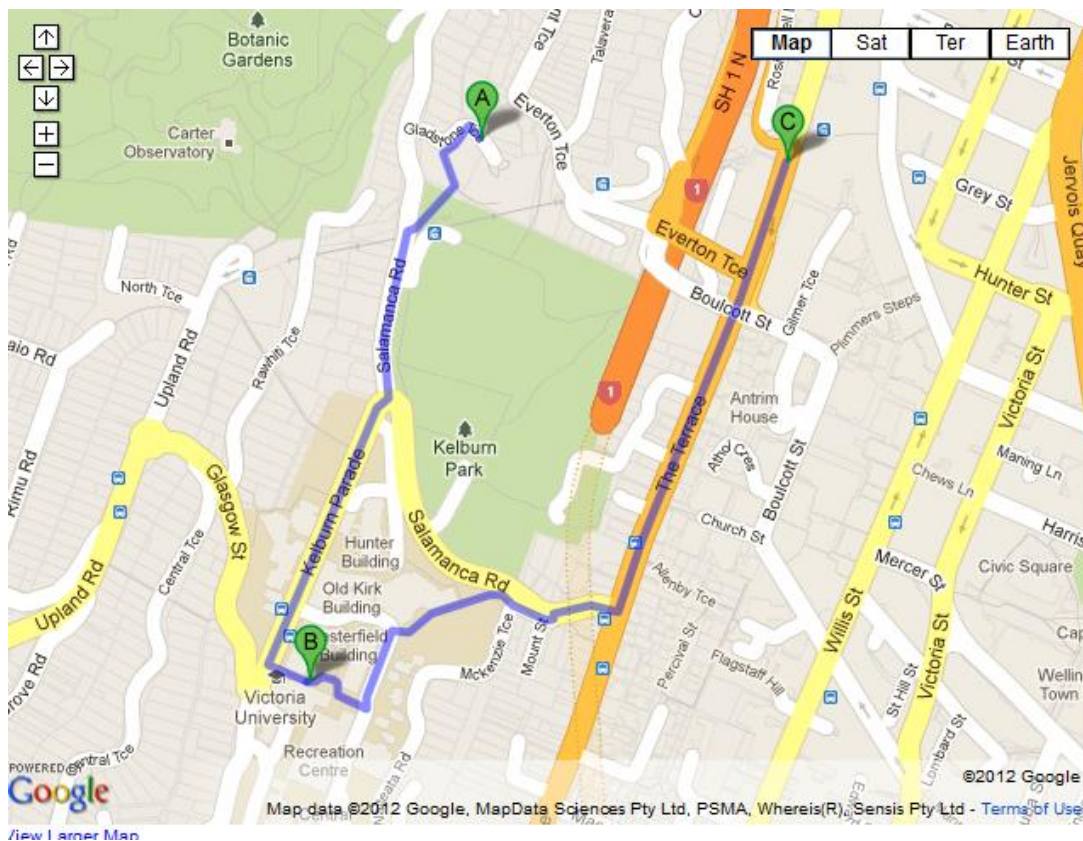 Map
Sat
Ter
Earth
Botanic
Gardens
Carter
Observatory
A
Everton Tce
Talavera
SH 1 N
C
Jervois Quay
Grey St
1
Everton Tce
Hunter St
Boulcott St
Gilmer Tce
Plimmers Steps
North Tce
Upland Rd
Rawhiti Tce
Salamanca Rd
1
Antrim
House
Victoria St
Kelburn
Park
The Terrace
Boulcott St
Maning Ln
Chews Ln
Rimu Rd
Glasgow St
Kelburn Parade
Salamanca Rd
Church St
Harris
Hunter
Building
Mercer St
Civic Square
Central Tce
Old Kirk
Building
Allenby Tce
Upland Rd
Willis St
Victoria St
B
Building
Mckenzie Tce
Mount St
Percival St
Flagstaff Hill
St Hill St
Town
Victoria
University
Lombard St
Recreation
Centre
POWERED BY
Google
©2012 Google
Map data ©2012 Google, MapData Sciences Pty Ltd, PSMA, Whereis(R), Sensis Pty Ltd - Terms of Use
View Larger Map